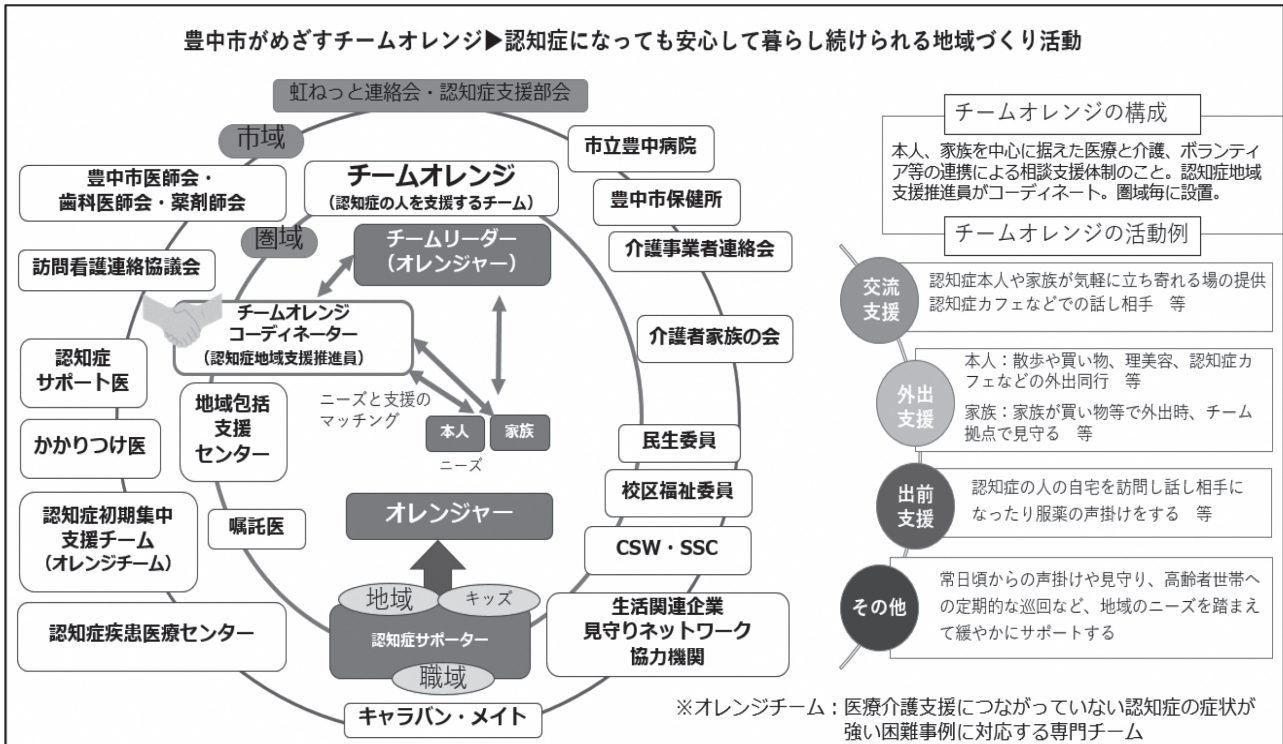 豊中市がめざすチームオレンジ▶認知症になっても安心して暮らし続けられる地域づくり活動
虹ねっと連絡会・認知症支援部会
市域
豊中市医師会・
歯科医師会・薬剤師会
訪問看護連絡協議会
認知症
サポート医
かかりつけ医
認知症初期集中
支援チーム
（オレンジチーム）
認知症疾患医療センター
圏域
チームオレンジ
（認知症の人を支援するチーム）
チームリーダー
（オレンジャー）
チームオレンジ
コーディネーター
（認知症地域支援推進員）
ニーズと支援の
マッチング
本人
家族
ニーズ
地域包括
支援
センター
嘱託医
オレンジャー
地域
キッズ
認知症サポーター
職域
キャラバン・メイト
市立豊中病院
豊中市保健所
介護事業者連絡会
介護者家族の会
民生委員
校区福祉委員
CSW・SSC
生活関連企業
見守りネットワーク
協力機関
チームオレンジの構成
本人、家族を中心に据えた医療と介護、ボランティ
ア等の連携による相談支援体制のこと。認知症地域
支援推進員がコーディネート。圏域毎に設置。
チームオレンジの活動例
交流
支援
認知症本人や家族が気軽に立ち寄れる場の提供
認知症カフェなどでの話し相手　等
外出
支援
本人：散歩や買い物、理美容、認知症カ
フェなどの外出同行　等
家族：家族が買い物等で外出時、チーム
拠点で見守る　等
出前
支援
認知症の人の自宅を訪問し話し相手に
なったり服薬の声掛けをする　等
その他
常日頃からの声掛けや見守り、高齢者世帯へ
の定期的な巡回など、地域のニーズを踏まえ
て緩やかにサポートする
※オレンジチーム：医療介護支援につながっていない認知症の症状が
強い困難事例に対応する専門チーム